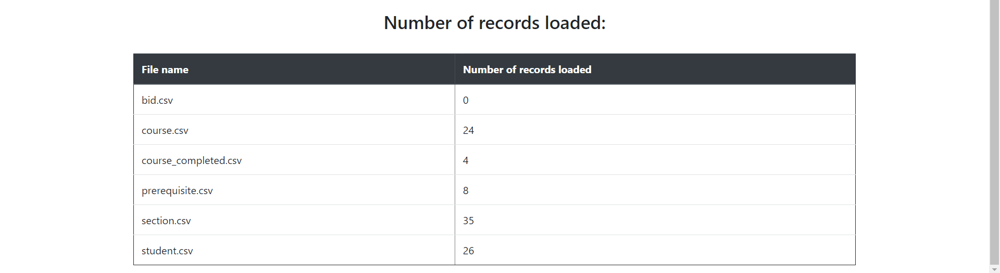 Number of records loaded:
File name Number of records loaded
bid.csv 0
course.csv 24
course_completed.csv 4
prerequisite.csv 8
section.csv 35
student.csv 26